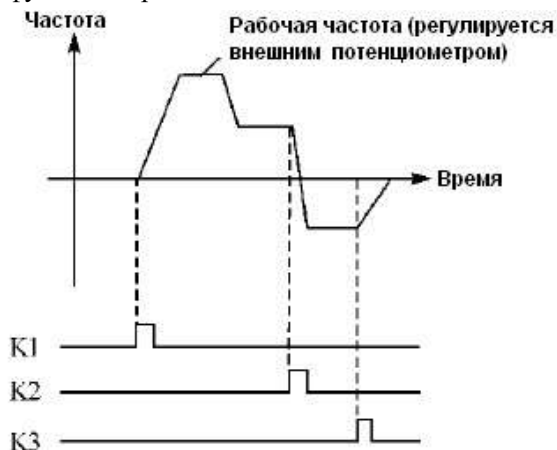 Частота
Рабочая частота (регулируется
внешним потенциометром)
Время
K1
K2
K3